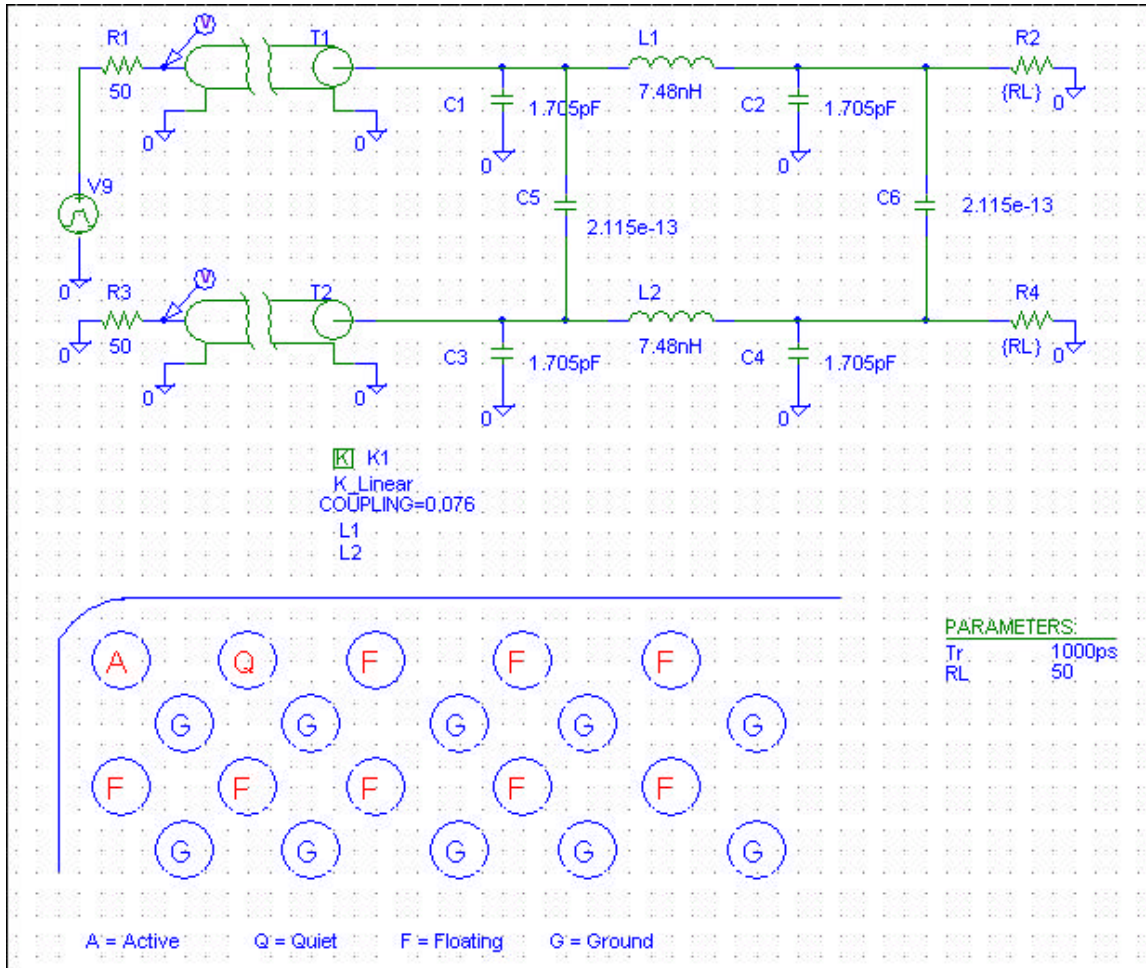 R1
50
V
T1
L1
7.48nH
R2
{RL}
0
0
0
C1
1.705pF
0
C2
1.705pF
0
V9
0
C5
2.115e-13
C6
2.115e-13
R3
50
0
V
T2
L2
7.48nH
R4
{RL}
0
0
0
C3
1.705pF
0
C4
1.705pF
0
K K1
K_Linear
COUPLING=0.076
L1
L2
PARAMETERS:
Tr 1000ps
RL 50
A Q F F F
G G G G G
F F F F F
G G G G G
A = Active Q = Quiet F = Floating G = Ground